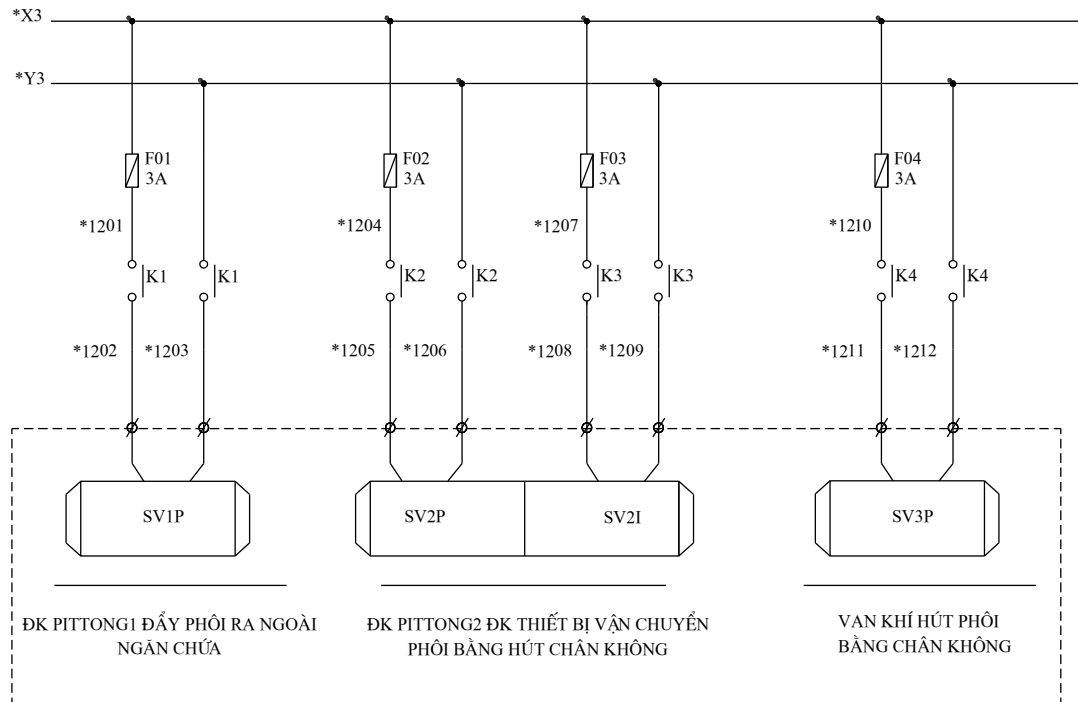 *X3
*Y3
F01
3A
F02
3A
F03
3A
F04
3A
*1201
*1204
*1207
*1210
K1
K1
K2
K2
K3
K3
K4
K4
*1202
*1203
*1205
*1206
*1208
*1209
*1211
*1212
SV1P
SV2P
SV2I
SV3P
ĐK PITTONG1 ĐẨY PHÔI RA NGOÀI
NGĂN CHỨA
ĐK PITTONG2 ĐK THIẾT BỊ VẬN CHUYỂN
PHÔI BẰNG HÚT CHÂN KHÔNG
VAN KHÍ HÚT PHÔI
BẰNG CHÂN KHÔNG